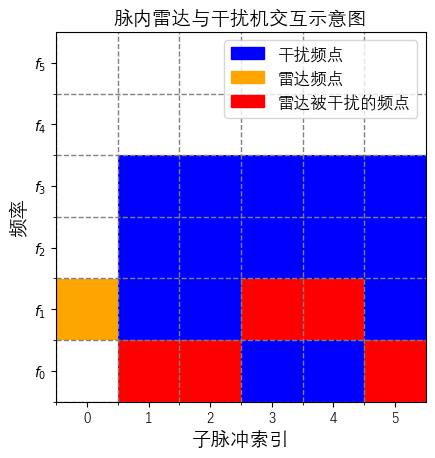 脉内雷达与干扰机交互示意图
干扰频点
雷达频点
雷达被干扰的频点
频率
f₅
f₄
f₃
f₂
f₁
f₀
0 1 2 3 4 5
子脉冲索引